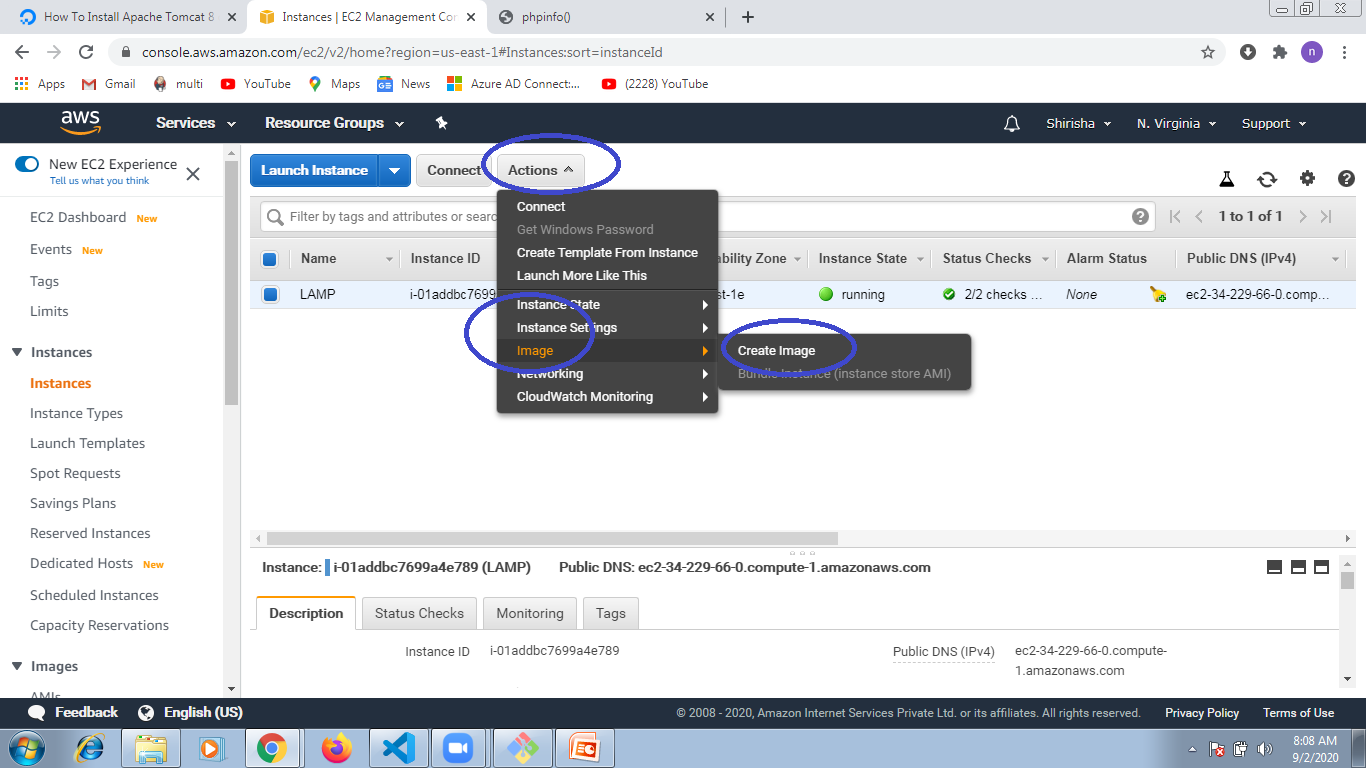 How To Install Apache Tomcat 8
Instances | EC2 Management Con
phpinfo()
console.aws.amazon.com/ec2/v2/home?region=us-east-1#Instances:sort=instanceId
n
Apps
Gmail
multi
YouTube
Maps
News
Azure AD Connect:...
(2228) YouTube
aws
Services
Resource Groups
Shirisha
N. Virginia
Support
New EC2 Experience
Tell us what you think
EC2 Dashboard New
Events New
Tags
Limits
Instances
Instances
Instance Types
Launch Templates
Spot Requests
Savings Plans
Reserved Instances
Dedicated Hosts New
Scheduled Instances
Capacity Reservations
Images
AMIs
Launch Instance
Connect
Actions
Filter by tags and attributes or searc
1 to 1 of 1
Name
Instance ID
ability Zone
Instance State
Status Checks
Alarm Status
Public DNS (IPv4)
LAMP
i-01addbc7699
st-1e
running
2/2 checks ...
None
ec2-34-229-66-0.comp...
Connect
Get Windows Password
Create Template From Instance
Launch More Like This
Instance State
Instance Settings
Image
Networking
CloudWatch Monitoring
Create Image
Bundle Instance (instance store AMI)
Instance: i-01addbc7699a4e789 (LAMP)
Public DNS: ec2-34-229-66-0.compute-1.amazonaws.com
Description
Status Checks
Monitoring
Tags
Instance ID
i-01addbc7699a4e789
Public DNS (IPv4)
ec2-34-229-66-0.compute-
1.amazonaws.com
Feedback
English (US)
© 2008 - 2020, Amazon Internet Services Private Ltd. or its affiliates. All rights reserved.
Privacy Policy
Terms of Use
8:08 AM
9/2/2020